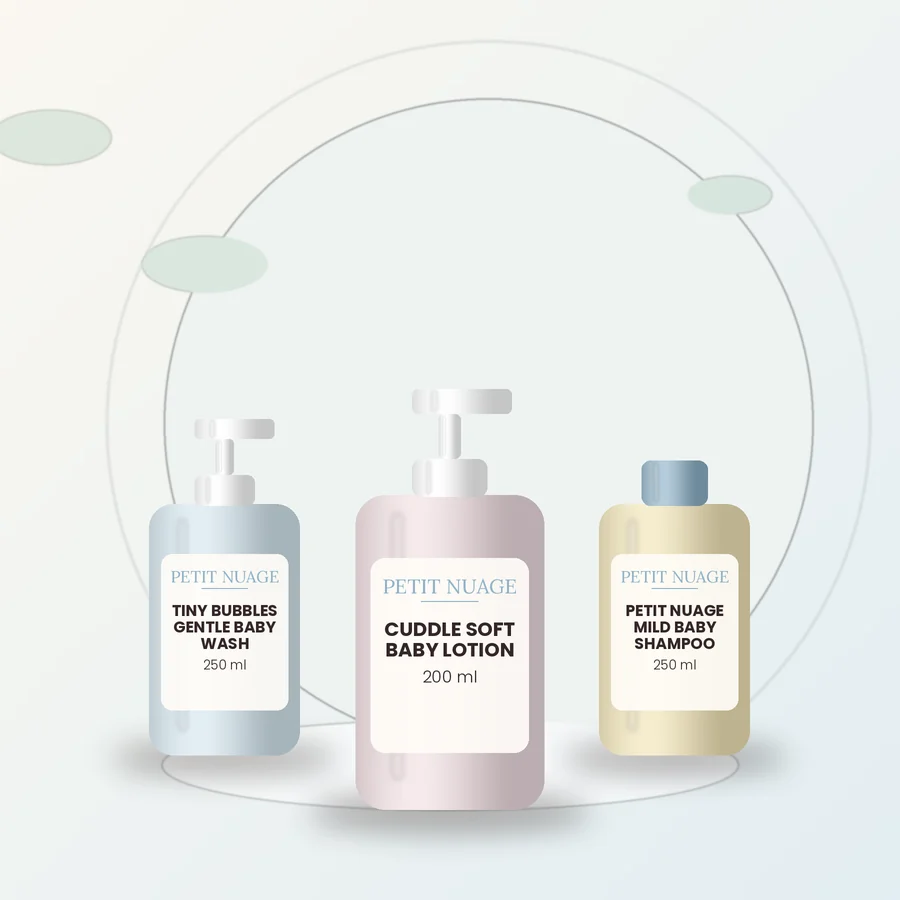 PETIT NUAGE
TINY BUBBLES
GENTLE BABY
WASH
250 ml
PETIT NUAGE
CUDDLE SOFT
BABY LOTION
200 ml
PETIT NUAGE
PETIT NUAGE
MILD BABY
SHAMPOO
250 ml